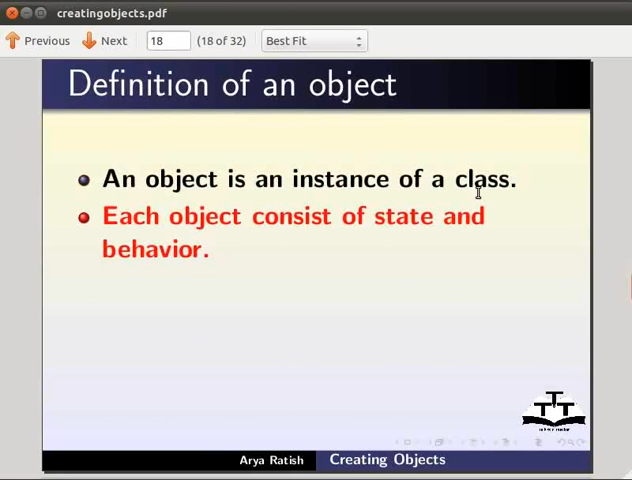 creatingobjects.pdf
Previous Next 18 (18 of 32) Best Fit
Definition of an object
An object is an instance of a class.
Each object consist of state and
behavior.
TTT
Arya Ratish Creating Objects